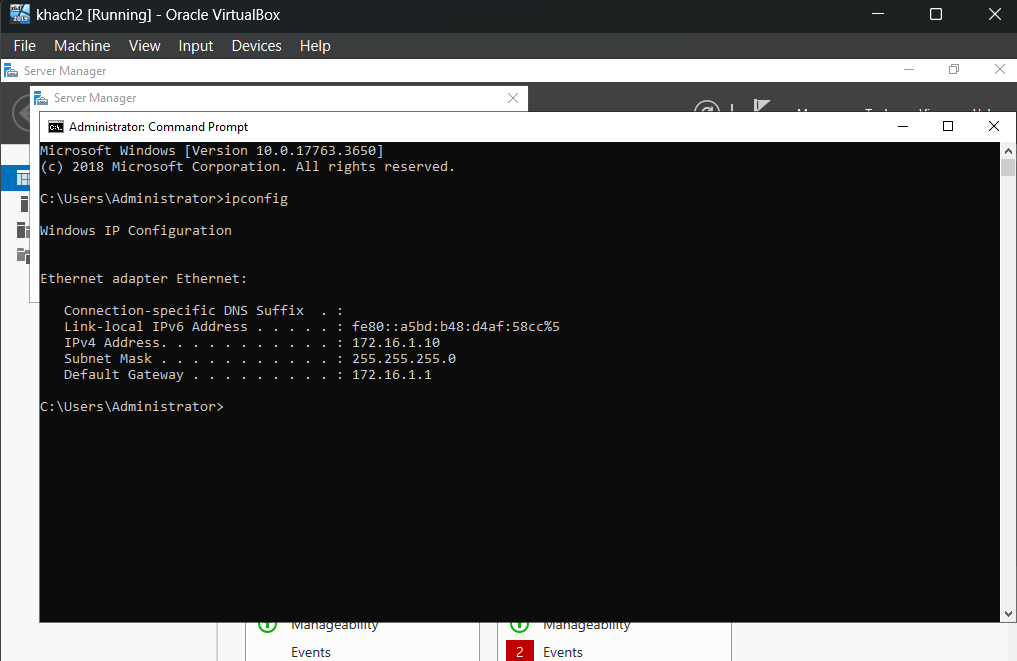 khach2 [Running] - Oracle VirtualBox
File Machine View Input Devices Help
Server Manager
Server Manager
Administrator: Command Prompt
Microsoft Windows [Version 10.0.17763.3650]
(c) 2018 Microsoft Corporation. All rights reserved.
C:\Users\Administrator>ipconfig
Windows IP Configuration
Ethernet adapter Ethernet:
Connection-specific DNS Suffix  . :
Link-local IPv6 Address . . . . . : fe80::a5bd:b48:d4af:58cc%5
IPv4 Address. . . . . . . . . . . : 172.16.1.10
Subnet Mask . . . . . . . . . . . : 255.255.255.0
Default Gateway . . . . . . . . . : 172.16.1.1
C:\Users\Administrator>
Manageability Manageability
Events 2 Events